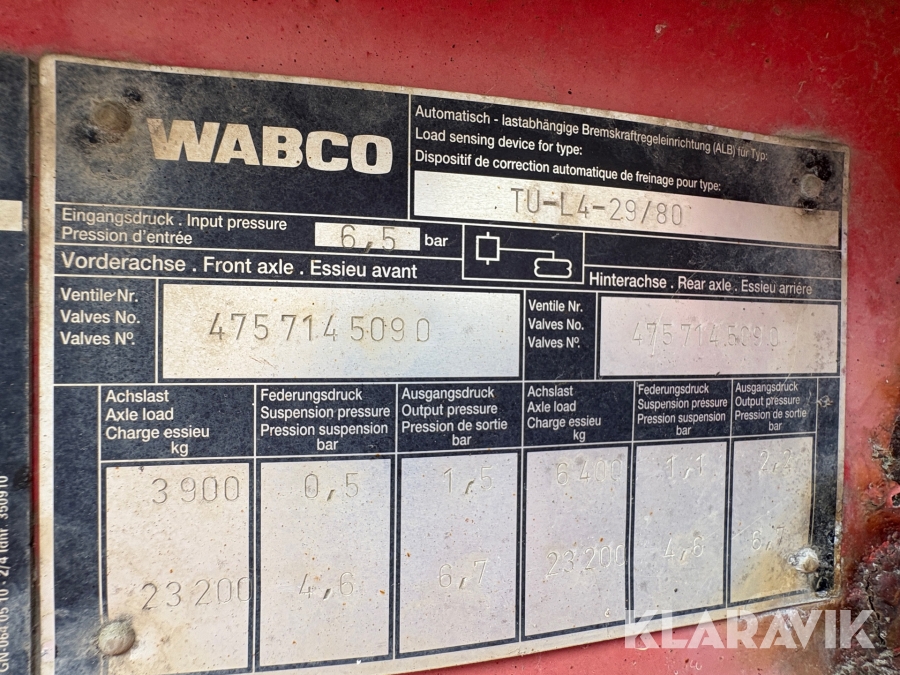 WABCO
Automatisch - lastabhängige Bremskraftregeleinrichtung (ALB) für Typ:
Load sensing device for type:
Dispositif de correction automatique de freinage pour type:
TU-L4-29/80
Eingangsdruck . Input pressure
Pression d'entrée
6,5 bar
Vorderachse . Front axle . Essieu avant
Hinterachse . Rear axle . Essieu arrière
Ventile Nr.
Valves No.
Valves Nº.
475 714 509 0
Ventile Nr.
Valves No.
Valves Nº.
475 714 509 0
Achslast
Axle load
Charge essieu
kg
Federungsdruck
Suspension pressure
Pression suspension
bar
Ausgangsdruck
Output pressure
Pression de sortie
bar
Achslast
Axle load
Charge essieu
kg
Federungsdruck
Suspension pressure
Pression suspension
bar
Ausgangsdruck
Output pressure
Pression de sortie
bar
3 900 0,5 1,5 6 400 1,1
23 200 4,6 6,7 23 200 4,6 6,7
KLARAVIK